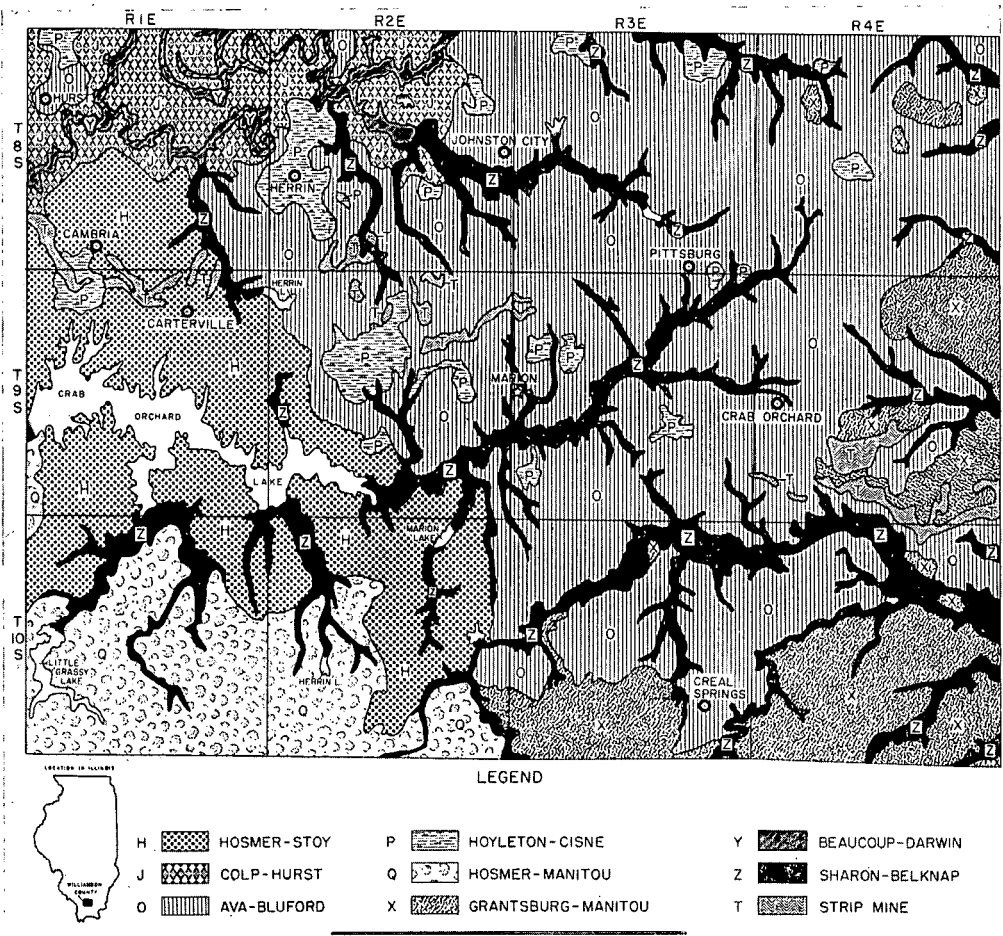 R1E R2E R3E R4E
T 8 S
HURST
JOHNSTON CITY
HERRIN
CAMBRIA
PITTSBURG
HERRIN L.
CARTERVILLE
T 9 S
CRAB ORCHARD LAKE
MARION
CRAB ORCHARD
MARION LAKE
T 10 S
LITTLE GRASSY LAKE
HERRIN L.
CREAL SPRINGS
LOCATION IN ILLINOIS
WILLIAMSON COUNTY
LEGEND
H HOSMER-STOY P HOYLETON-CISNE Y BEAUCOUP-DARWIN
J COLP-HURST Q HOSMER-MANITOU Z SHARON-BELKNAP
O AVA-BLUFORD X GRANTSBURG-MANITOU T STRIP MINE